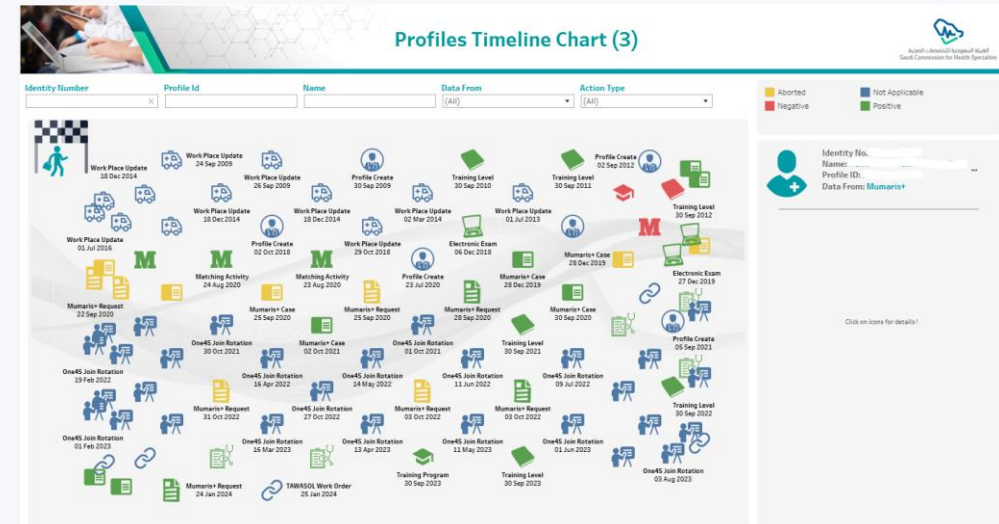 Profiles Timeline Chart (3)
Saudi Commission for Health Specialties
Identity Number Profile Id Name Data From Action Type
(All) (All)
Aborted Not Applicable
Negative Positive
Identity No.
Name:
Profile ID:
Data From: Mumaris+
Click on icons for details!
Work Place Update
18 Dec 2014
Work Place Update
24 Sep 2009
Work Place Update
26 Sep 2009
Profile Create
30 Sep 2009
Training Level
30 Sep 2010
Training Level
30 Sep 2011
Profile Create
02 Sep 2012
Training Level
30 Sep 2012
Work Place Update
18 Dec 2014
Work Place Update
18 Dec 2014
Work Place Update
02 Mar 2014
Work Place Update
01 Jul 2013
Work Place Update
01 Jul 2016
Profile Create
02 Oct 2018
Work Place Update
29 Oct 2018
Electronic Exam
06 Dec 2018
Mumaris+ Case
28 Dec 2019
Electronic Exam
27 Dec 2019
Matching Activity
24 Aug 2020
Matching Activity
23 Aug 2020
Profile Create
23 Jul 2020
Mumaris+ Case
28 Dec 2019
Mumaris+ Request
22 Sep 2020
Mumaris+ Case
25 Sep 2020
Mumaris+ Request
25 Sep 2020
Mumaris+ Request
28 Sep 2020
Mumaris+ Case
30 Sep 2020
Profile Create
05 Sep 2021
One45 Join Rotation
30 Oct 2021
Mumaris+ Case
02 Oct 2021
One45 Join Rotation
01 Oct 2021
Training Level
30 Sep 2021
One45 Join Rotation
19 Feb 2022
One45 Join Rotation
16 Apr 2022
One45 Join Rotation
14 May 2022
One45 Join Rotation
11 Jun 2022
One45 Join Rotation
09 Jul 2022
Training Level
30 Sep 2022
Mumaris+ Request
31 Oct 2022
One45 Join Rotation
27 Oct 2022
Mumaris+ Request
03 Oct 2022
Mumaris+ Request
03 Oct 2022
One45 Join Rotation
01 Feb 2023
One45 Join Rotation
16 Mar 2023
One45 Join Rotation
13 Apr 2023
One45 Join Rotation
11 May 2023
One45 Join Rotation
01 Jun 2023
One45 Join Rotation
03 Aug 2023
Mumaris+ Request
24 Jan 2024
TAWASOL Work Order
25 Jan 2024
Training Program
30 Sep 2023
Training Level
30 Sep 2023